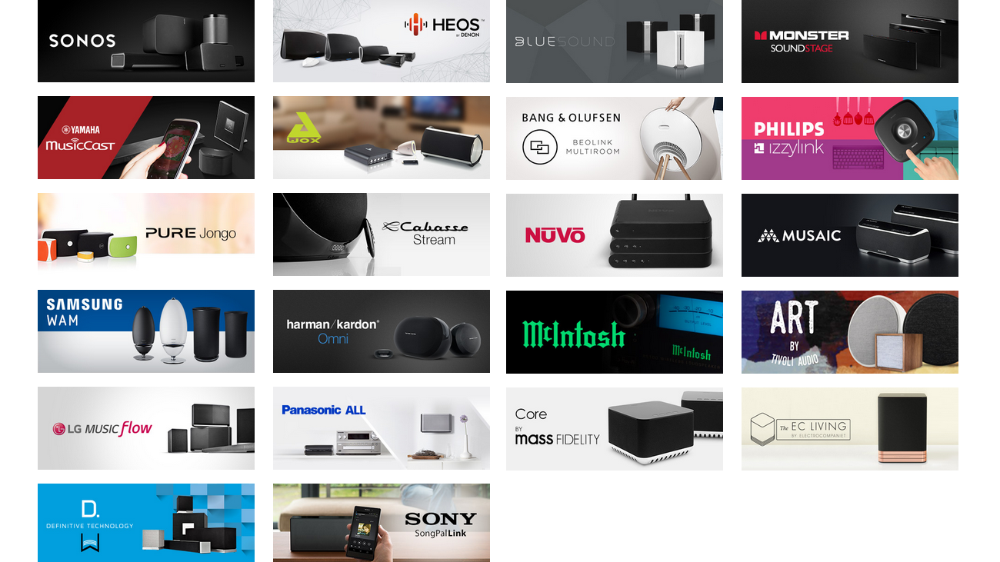 SONOS
HEOS™
BY DENON
BLUESOUND
MONSTER
SOUNDSTAGE
YAMAHA
MusicCast
WOX
BANG & OLUFSEN
BEOLINK
MULTIROOM
PHILIPS
izzylink
PURE Jongo
Cabasse
Stream
NUVO
MUSAIC
SAMSUNG
WAM
harman/kardon®
Omni
McIntosh
McIntosh
ART
BY
TIVOLI AUDIO
LG MUSIC flow
Panasonic ALL
Core
BY
mass FIDELITY
The EC LIVING
BY ELECTROCOMPANIET
D.
DEFINITIVE TECHNOLOGY
SONY
SongPalLink